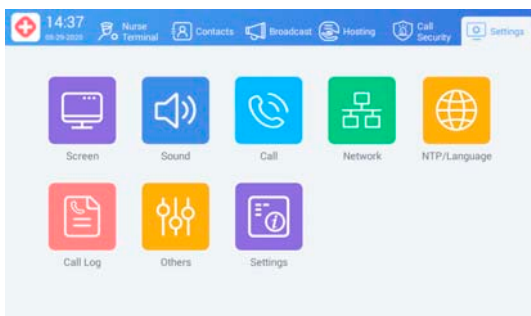 14:37
08-29-2020
Nurse
Terminal
Contacts
Broadcast
Hosting
Call
Security
Settings
Screen
Sound
Call
Network
NTP/Language
Call Log
Others
Settings